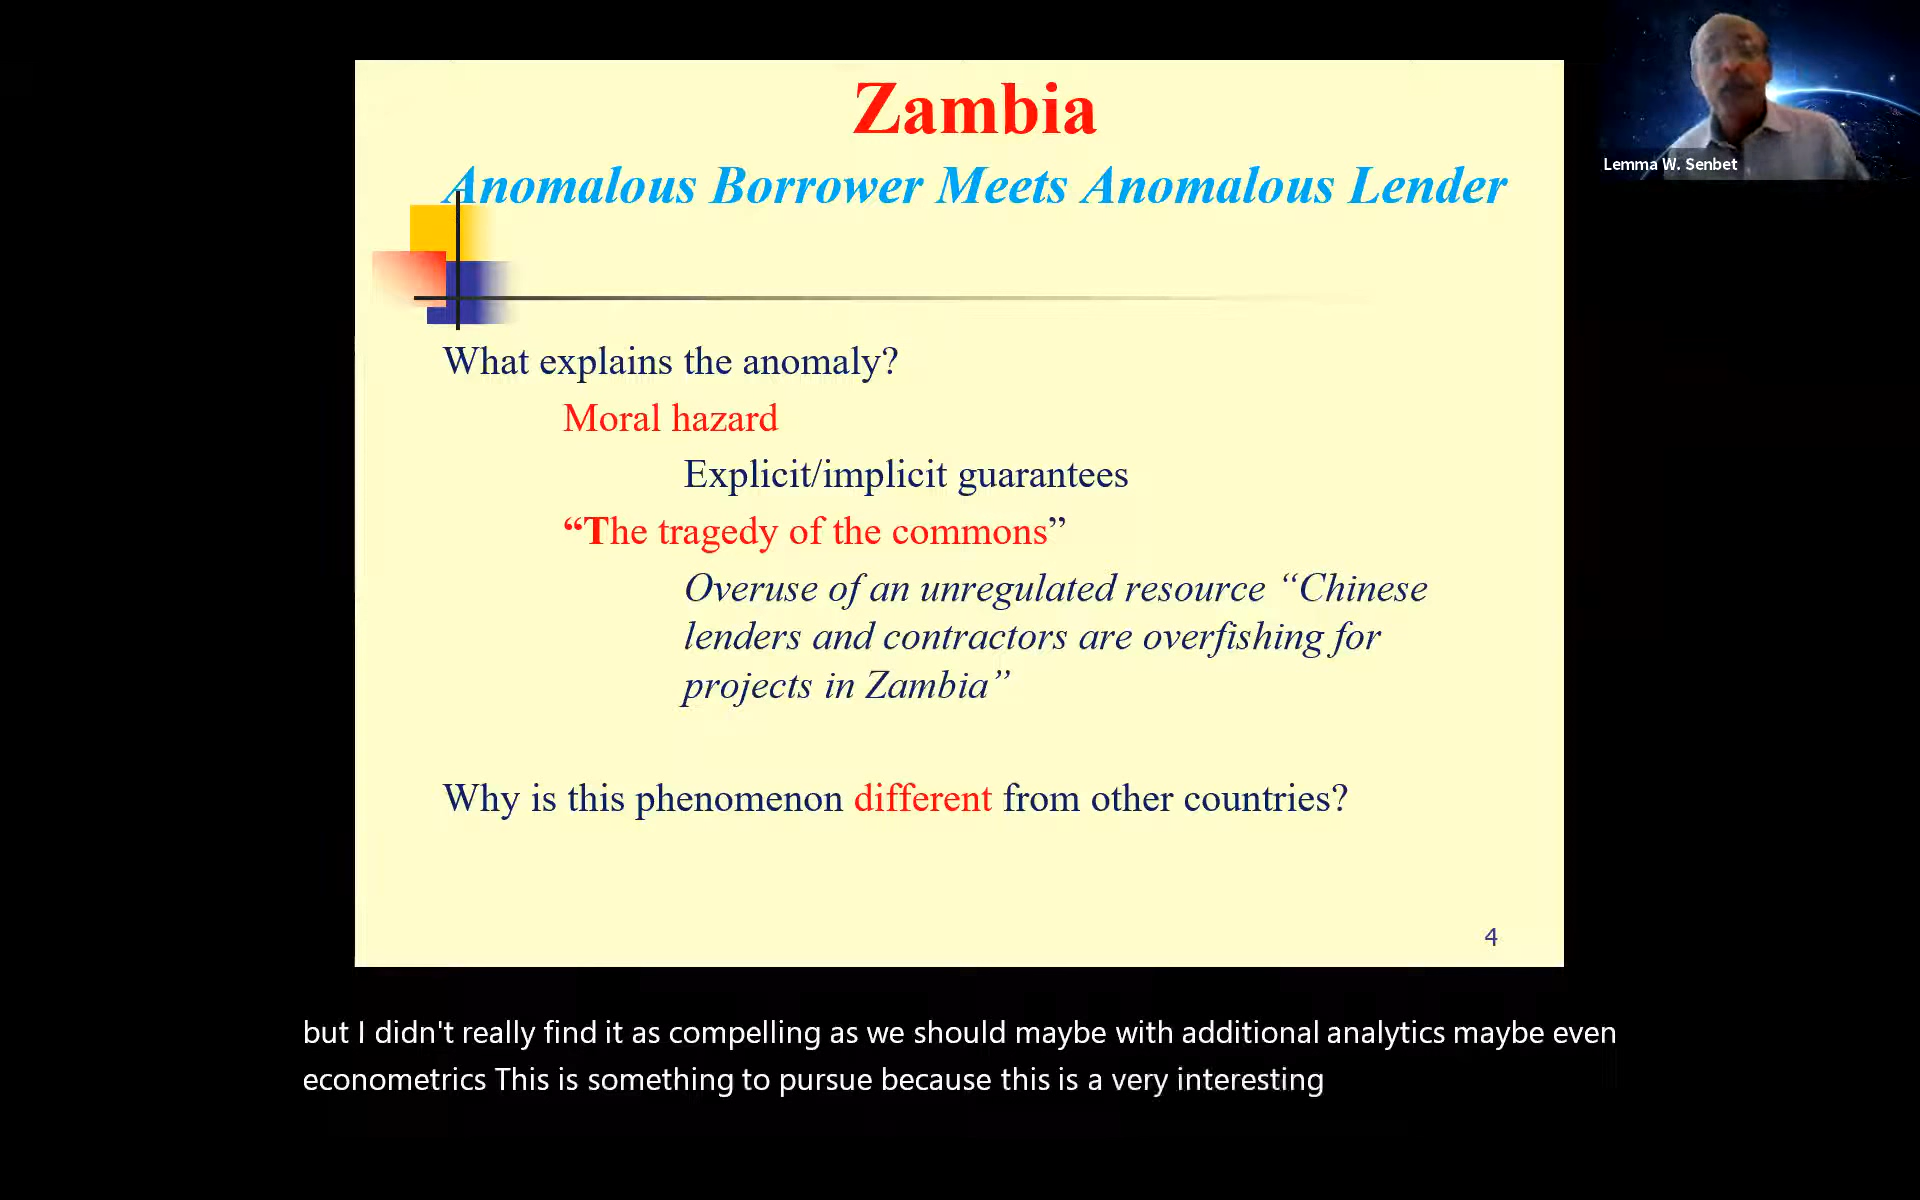 Zambia
Anomalous Borrower Meets Anomalous Lender
Lemma W. Senbet
What explains the anomaly?
Moral hazard
Explicit/implicit guarantees
“The tragedy of the commons”
Overuse of an unregulated resource “Chinese
lenders and contractors are overfishing for
projects in Zambia”
Why is this phenomenon different from other countries?
4
but I didn't really find it as compelling as we should maybe with additional analytics maybe even
econometrics This is something to pursue because this is a very interesting